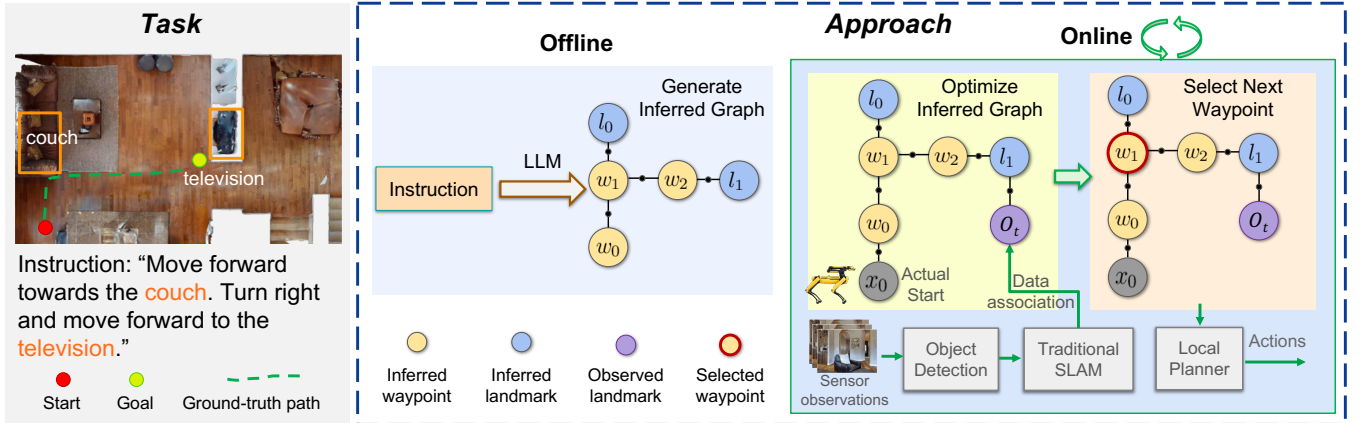 Task
couch
television
Instruction: “Move forward
towards the couch. Turn right
and move forward to the
television.”
Start
Goal
Ground-truth path
Approach
Offline
Generate
Inferred Graph
Instruction
LLM
l0
w1
w2
l1
w0
Inferred
waypoint
Inferred
landmark
Observed
landmark
Selected
waypoint
Online
Optimize
Inferred Graph
l0
w1
w2
l1
w0
Ot
x0
Actual
Start
Data
association
Select Next
Waypoint
l0
w1
w2
l1
w0
Ot
x0
Sensor
observations
Object
Detection
Traditional
SLAM
Local
Planner
Actions